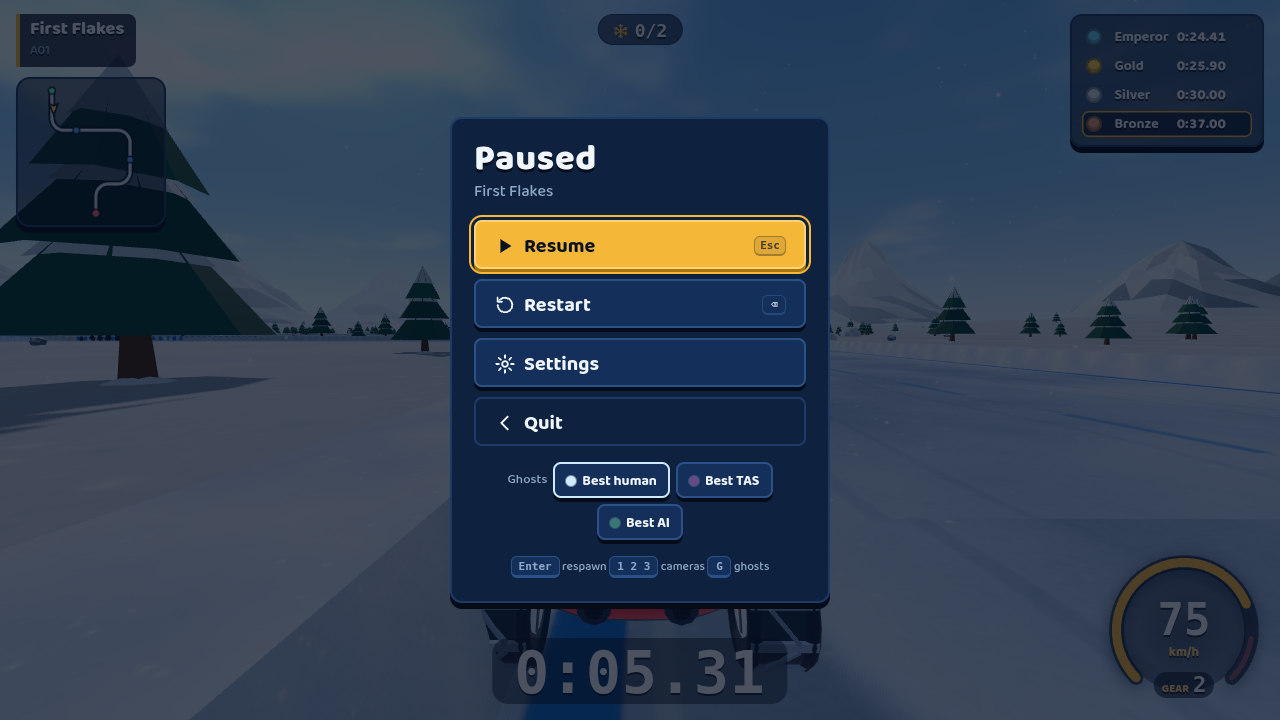 First Flakes
A01
0/2
Emperor 0:24.41
Gold 0:25.90
Silver 0:30.00
Bronze 0:37.00
Paused
First Flakes
Resume Esc
Restart ⌫
Settings
Quit
Ghosts Best human Best TAS
Best AI
Enter respawn 1 2 3 cameras G ghosts
75
km/h
GEAR 2
0:05.31